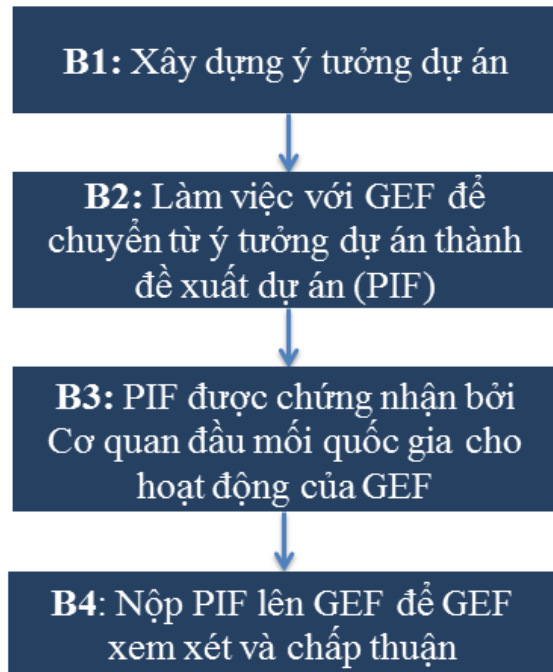 B1: Xây dựng ý tưởng dự án
B2: Làm việc với GEF để
chuyển từ ý tưởng dự án thành
đề xuất dự án (PIF)
B3: PIF được chứng nhận bởi
Cơ quan đầu mối quốc gia cho
hoạt động của GEF
B4: Nộp PIF lên GEF để GEF
xem xét và chấp thuận